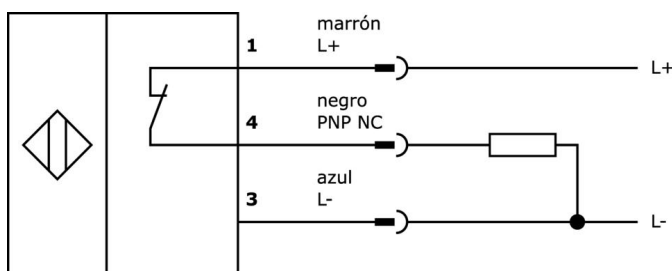 marrón
1 L+
L+
negro
4 PNP NC
azul
3 L-
L-